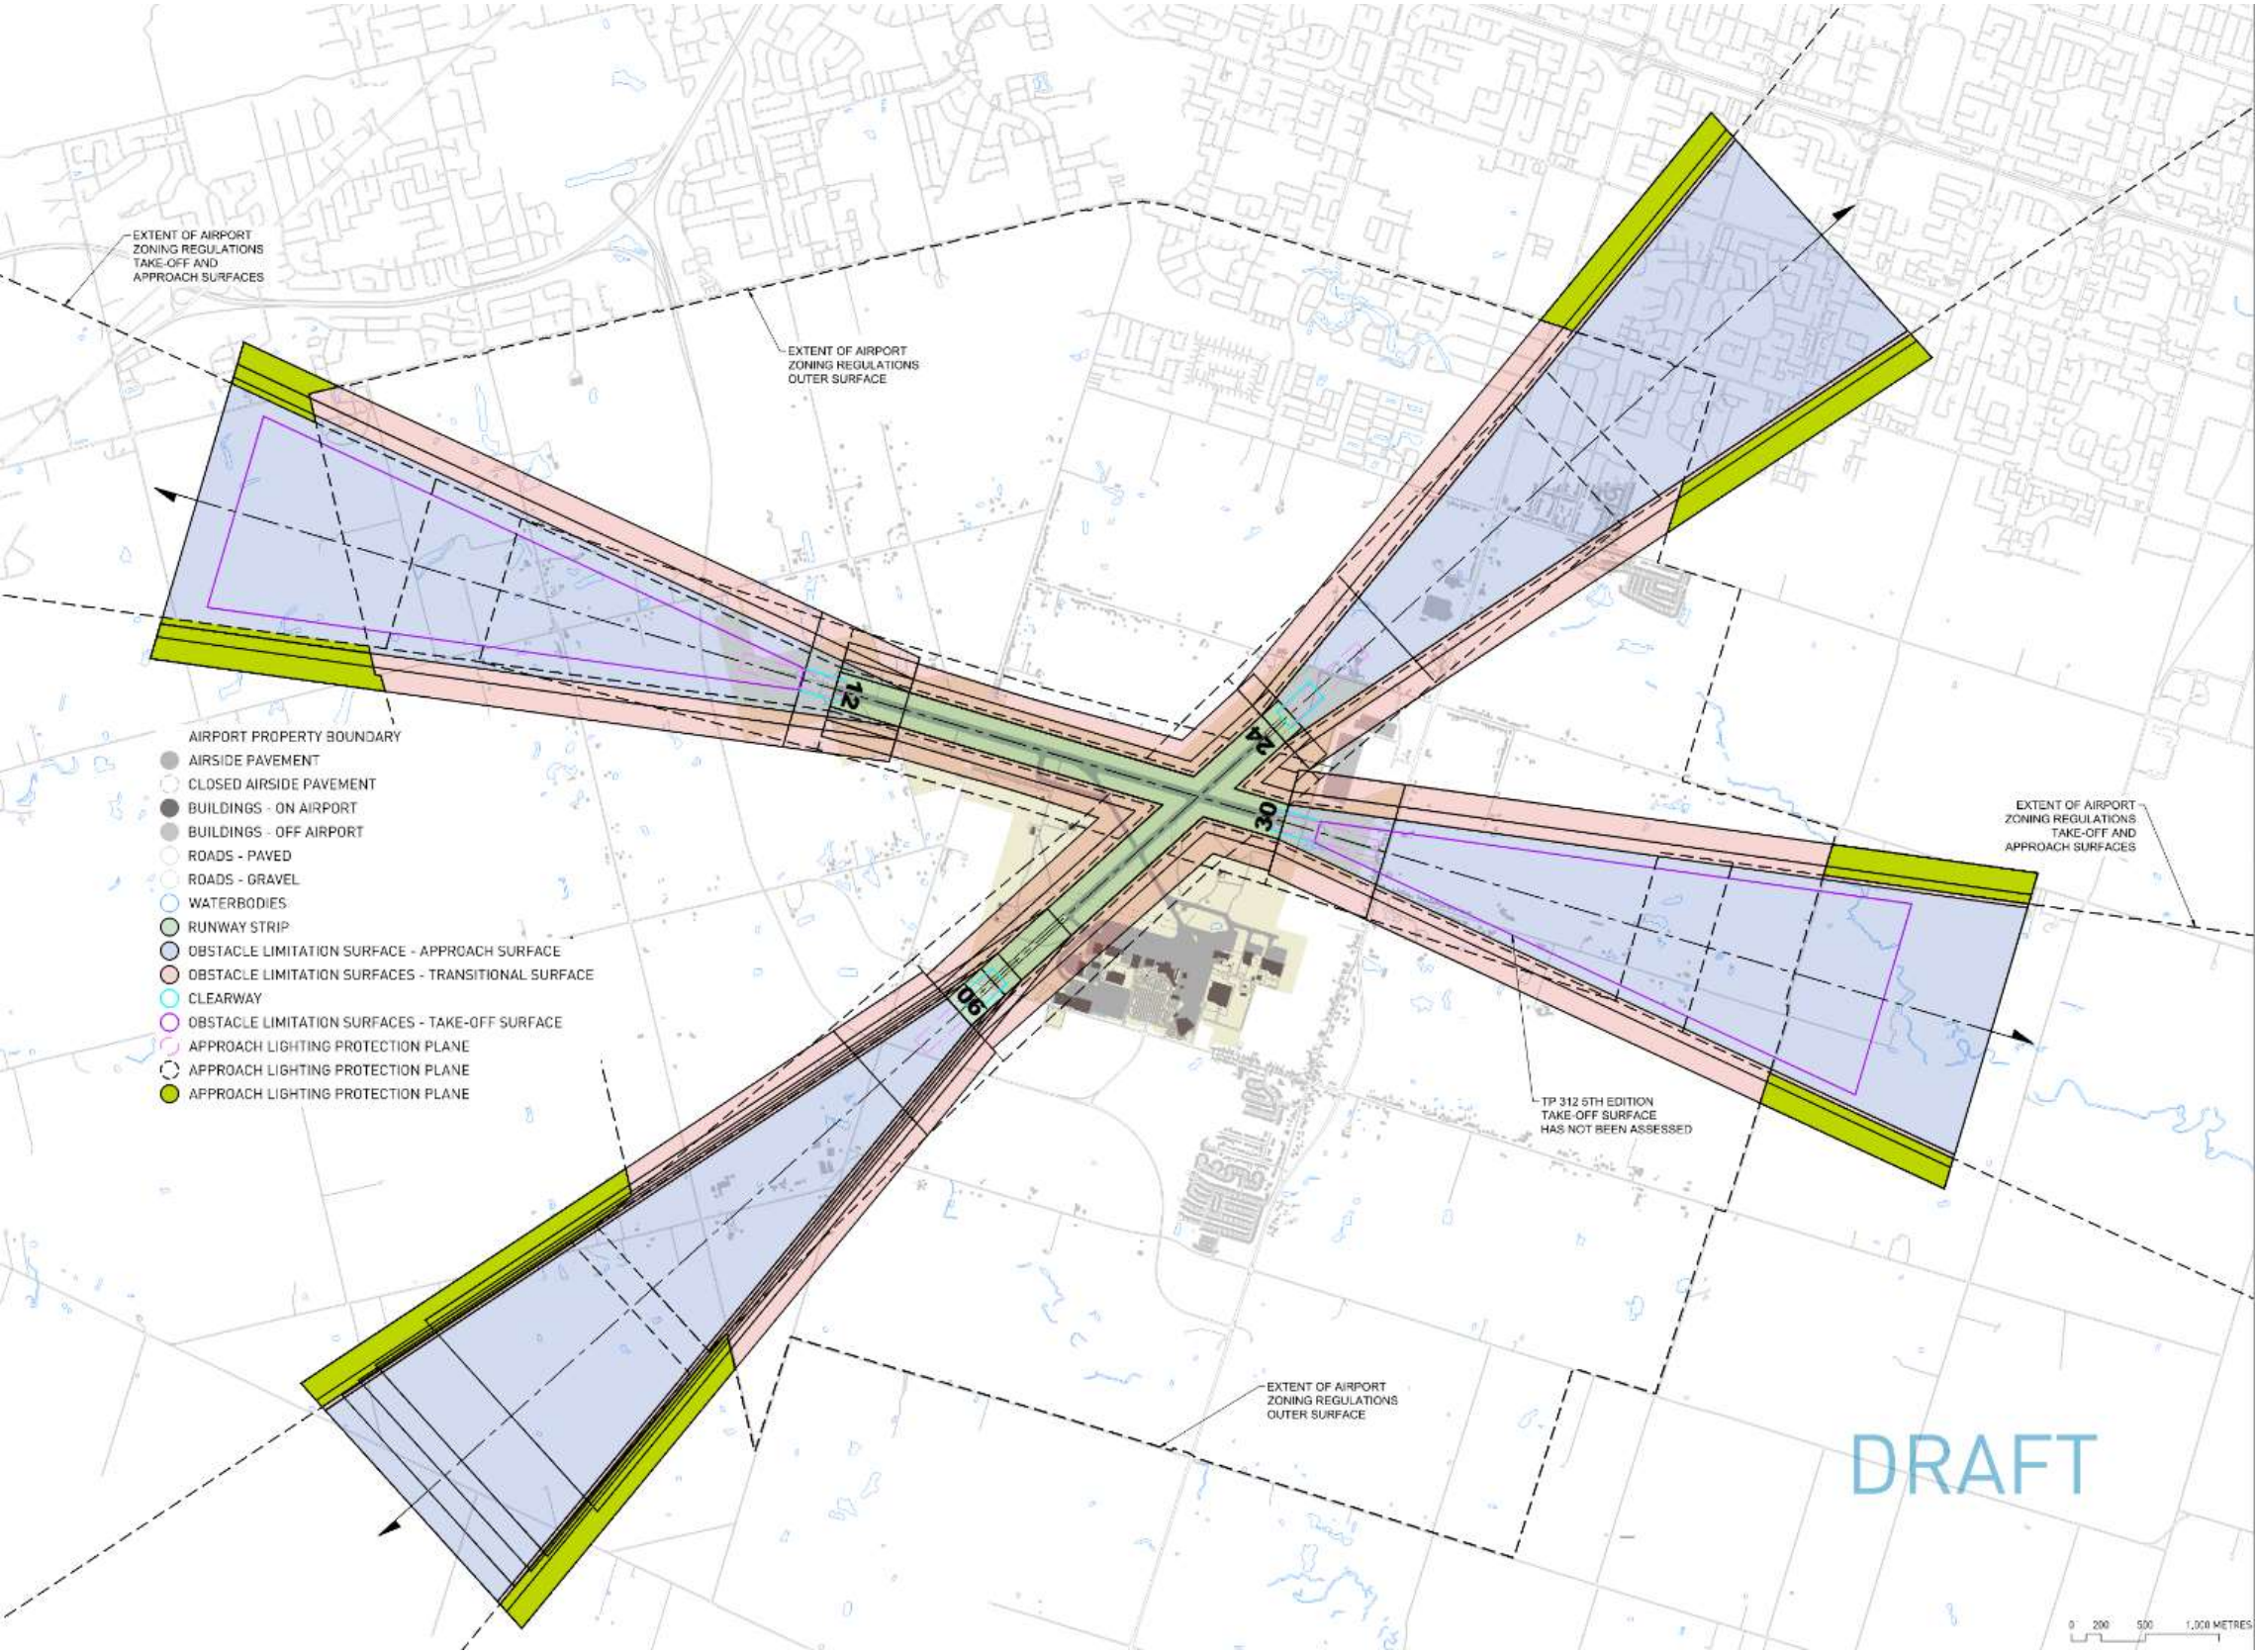 EXTENT OF AIRPORT
ZONING REGULATIONS
TAKE-OFF AND
APPROACH SURFACES
EXTENT OF AIRPORT
ZONING REGULATIONS
OUTER SURFACE
12
24
30
06
AIRPORT PROPERTY BOUNDARY
AIRSIDE PAVEMENT
CLOSED AIRSIDE PAVEMENT
BUILDINGS - ON AIRPORT
BUILDINGS - OFF AIRPORT
ROADS - PAVED
ROADS - GRAVEL
WATERBODIES
RUNWAY STRIP
OBSTACLE LIMITATION SURFACE - APPROACH SURFACE
OBSTACLE LIMITATION SURFACES - TRANSITIONAL SURFACE
CLEARWAY
OBSTACLE LIMITATION SURFACES - TAKE-OFF SURFACE
APPROACH LIGHTING PROTECTION PLANE
APPROACH LIGHTING PROTECTION PLANE
APPROACH LIGHTING PROTECTION PLANE
EXTENT OF AIRPORT
ZONING REGULATIONS
TAKE-OFF AND
APPROACH SURFACES
TP 312 5TH EDITION
TAKE-OFF SURFACE
HAS NOT BEEN ASSESSED
EXTENT OF AIRPORT
ZONING REGULATIONS
OUTER SURFACE
DRAFT
0 200 500 1,000 METRES